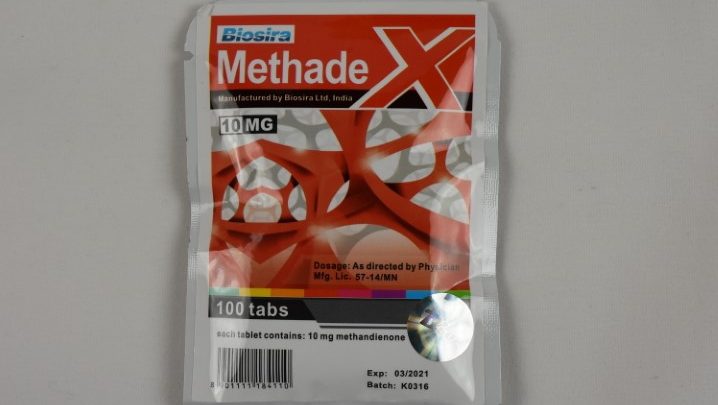 Biosira
Methade X
Manufactured by Biosira Ltd, India
10 MG
Dosage: As directed by Physician
Mfg. Lic. 57-14/MN
100 tabs
each tablet contains: 10 mg methandienone
Exp: 03/2021
Batch: K0316